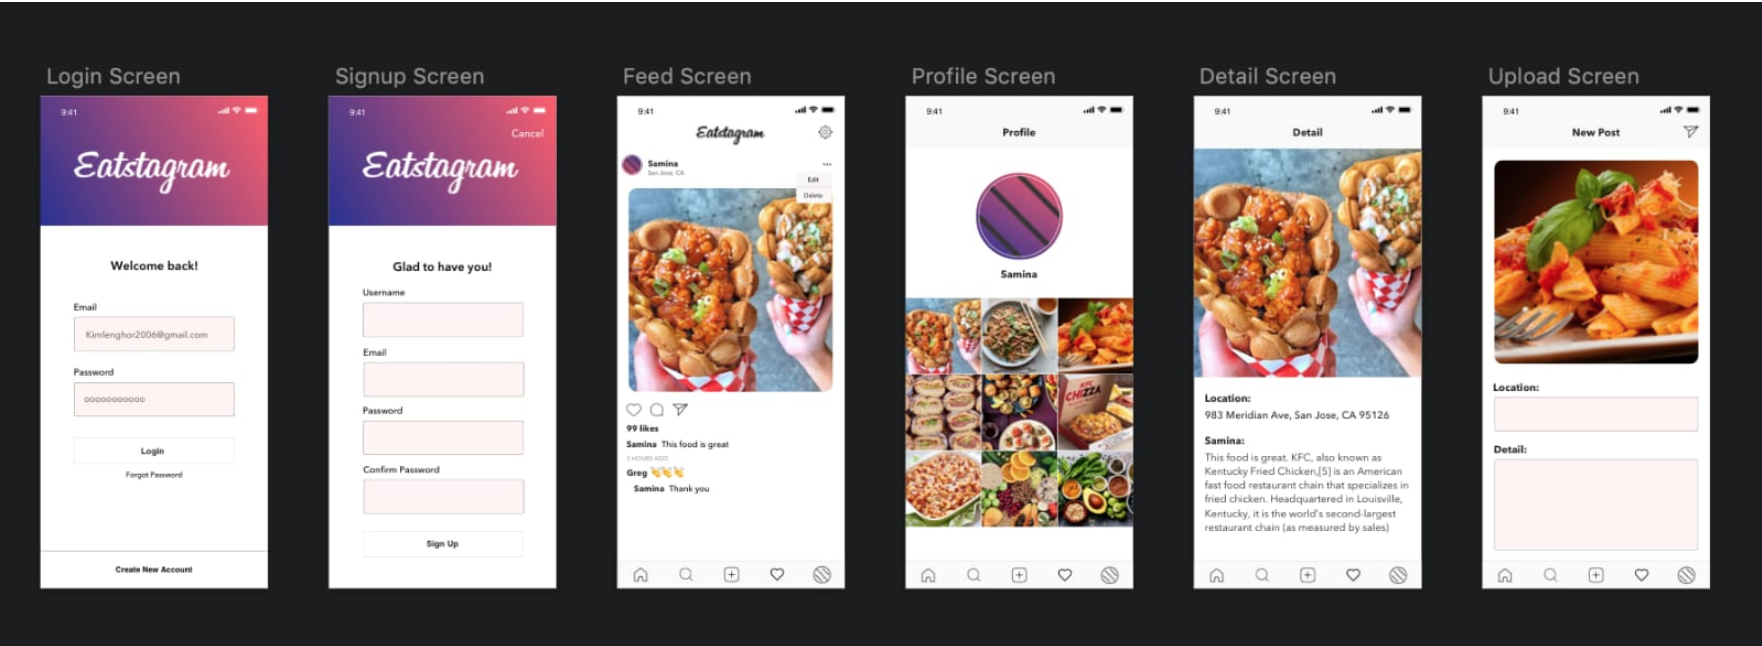 Login Screen
9:41
Eatstagram
Welcome back!
Email
Kimlenghor2006@gmail.com
Password
ooooooooooo
Login
Forgot Password
Create New Account
Signup Screen
9:41
Cancel
Eatstagram
Glad to have you!
Username
Email
Password
Confirm Password
Sign Up
Feed Screen
9:41
Eatstagram
Samina
San Jose, CA
Edit
Delete
99 likes
Samina This food is great
2 HOURS AGO
Greg 👏👏👏
Samina Thank you
Profile Screen
9:41
Profile
Samina
KFC
CHIZZA
Detail Screen
9:41
Detail
Location:
983 Meridian Ave, San Jose, CA 95126
Samina:
This food is great. KFC, also known as
Kentucky Fried Chicken,[5] is an American
fast food restaurant chain that specializes in
fried chicken. Headquartered in Louisville,
Kentucky, it is the world's second-largest
restaurant chain (as measured by sales)
Upload Screen
9:41
New Post
Location:
Detail: